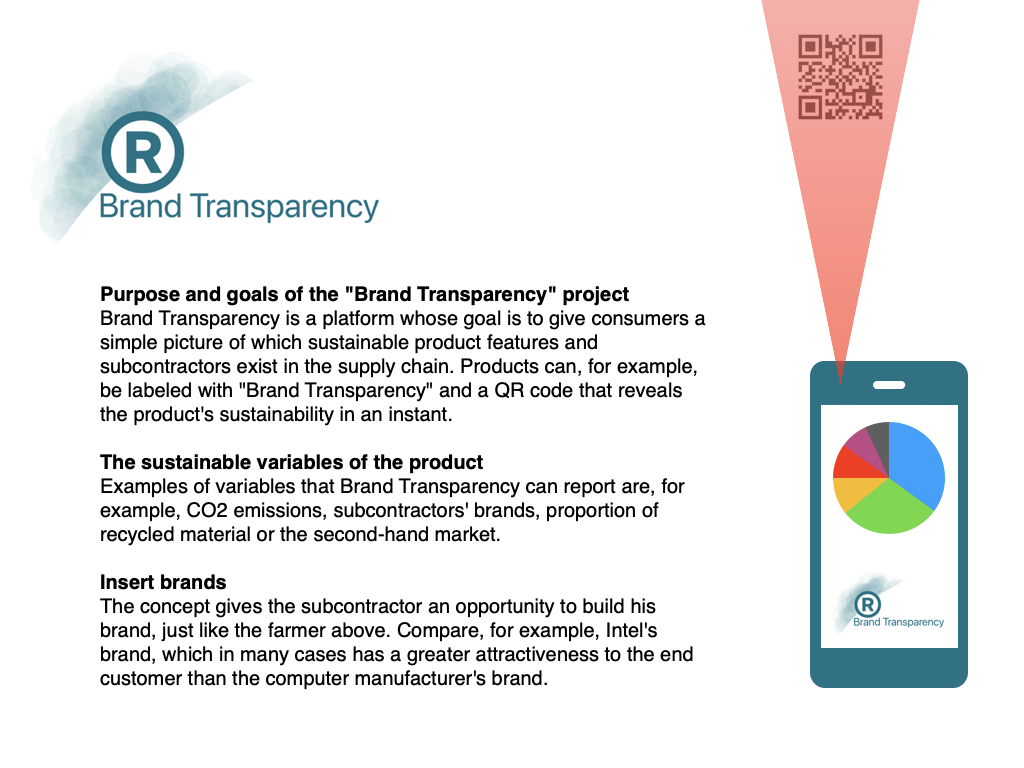 ®
Brand Transparency
Purpose and goals of the "Brand Transparency" project
Brand Transparency is a platform whose goal is to give consumers a
simple picture of which sustainable product features and
subcontractors exist in the supply chain. Products can, for example,
be labeled with "Brand Transparency" and a QR code that reveals
the product's sustainability in an instant.
The sustainable variables of the product
Examples of variables that Brand Transparency can report are, for
example, CO2 emissions, subcontractors' brands, proportion of
recycled material or the second-hand market.
Insert brands
The concept gives the subcontractor an opportunity to build his
brand, just like the farmer above. Compare, for example, Intel's
brand, which in many cases has a greater attractiveness to the end
customer than the computer manufacturer's brand.
®
Brand Transparency